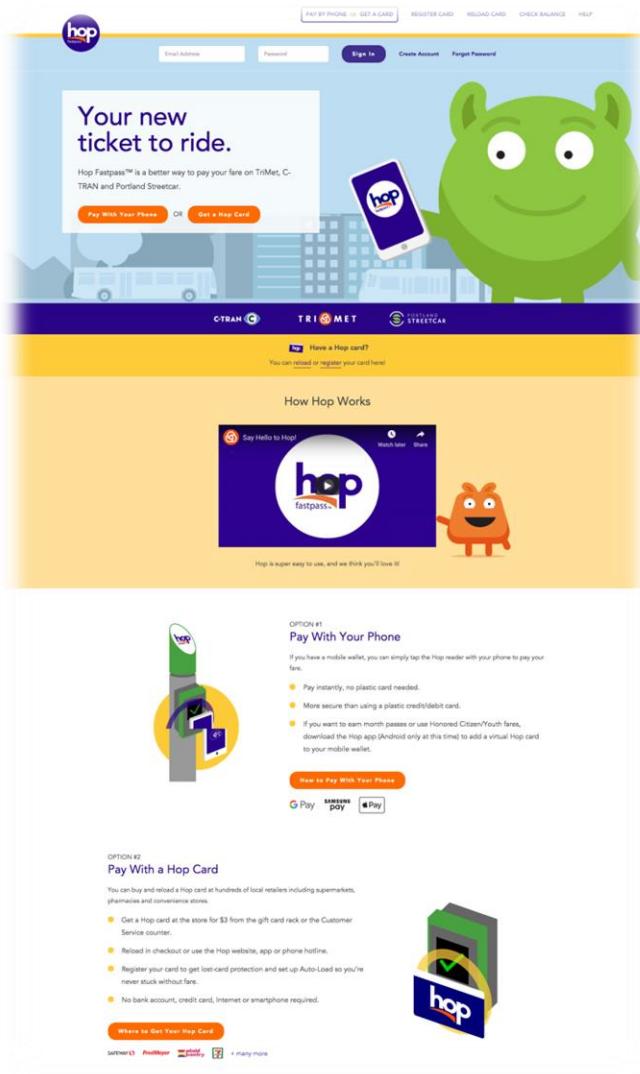 PAY BY PHONE OR GET A CARD REGISTER CARD RELOAD CARD CHECK BALANCE HELP
hop
fastpass
Email Address Password Sign In Create Account Forgot Password
Your new
ticket to ride.
Hop Fastpass™ is a better way to pay your fare on TriMet, C-
TRAN and Portland Streetcar.
Pay With Your Phone OR Get a Hop Card
hop
C-TRAN TRIMET PORTLAND
STREETCAR
hop Have a Hop card?
You can reload or register your card here!
How Hop Works
Say Hello to Hop! Watch later Share
hop
fastpass™
Hop is super easy to use, and we think you'll love it!
hop
OPTION #1
Pay With Your Phone
If you have a mobile wallet, you can simply tap the Hop reader with your phone to pay your
fare.
Pay instantly, no plastic card needed.
More secure than using a plastic credit/debit card.
If you want to earn month passes or use Honored Citizen/Youth fares,
download the Hop app (Android only at this time) to add a virtual Hop card
to your mobile wallet.
How to Pay With Your Phone
G Pay SAMSUNG
pay Pay
OPTION #2
Pay With a Hop Card
You can buy and reload a Hop card at hundreds of local retailers including supermarkets,
pharmacies and convenience stores.
Get a Hop card at the store for $3 from the gift card rack or the Customer
Service counter.
Reload in checkout or use the Hop website, app or phone hotline.
Register your card to get lost-card protection and set up Auto-Load so you're
never stuck without fare.
No bank account, credit card, Internet or smartphone required.
hop
Where to Get Your Hop Card
SAFEWAY Fred Meyer plaid
pantry 7 + many more